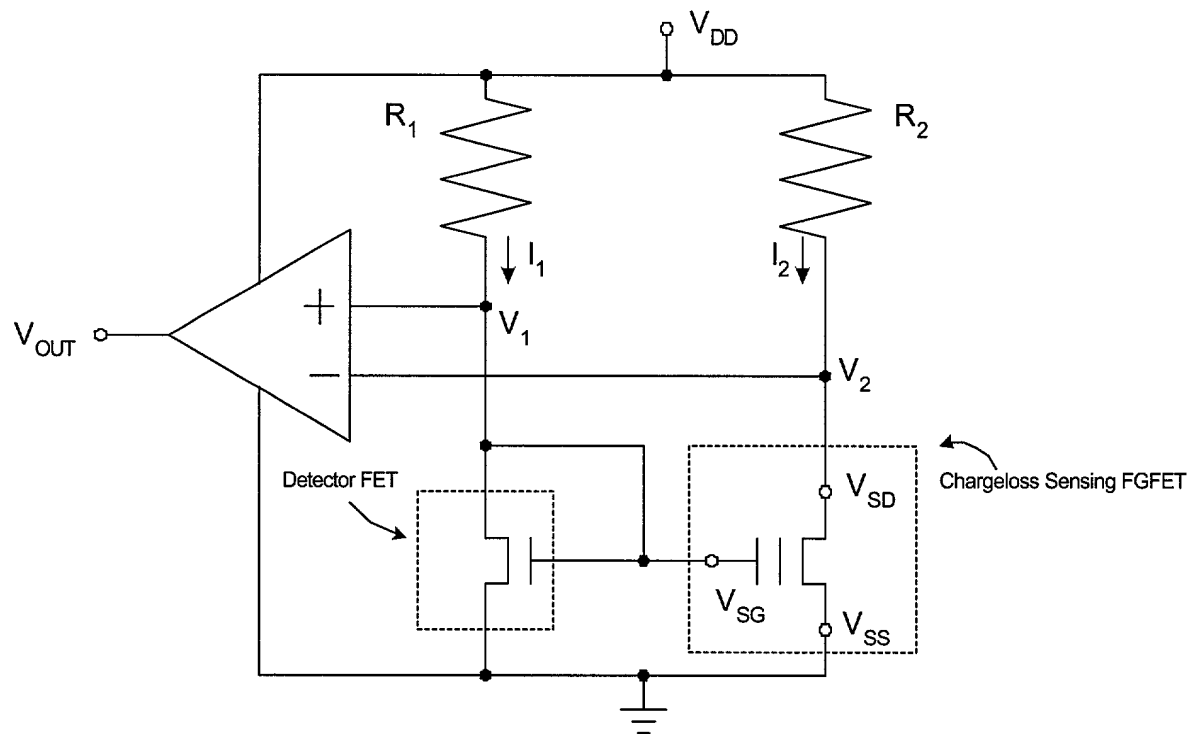 V_DD
R_1
R_2
I_1
I_2
+
V_1
V_OUT
−
V_2
Detector FET
V_SD
Chargeless Sensing FGFET
V_SG
V_SS